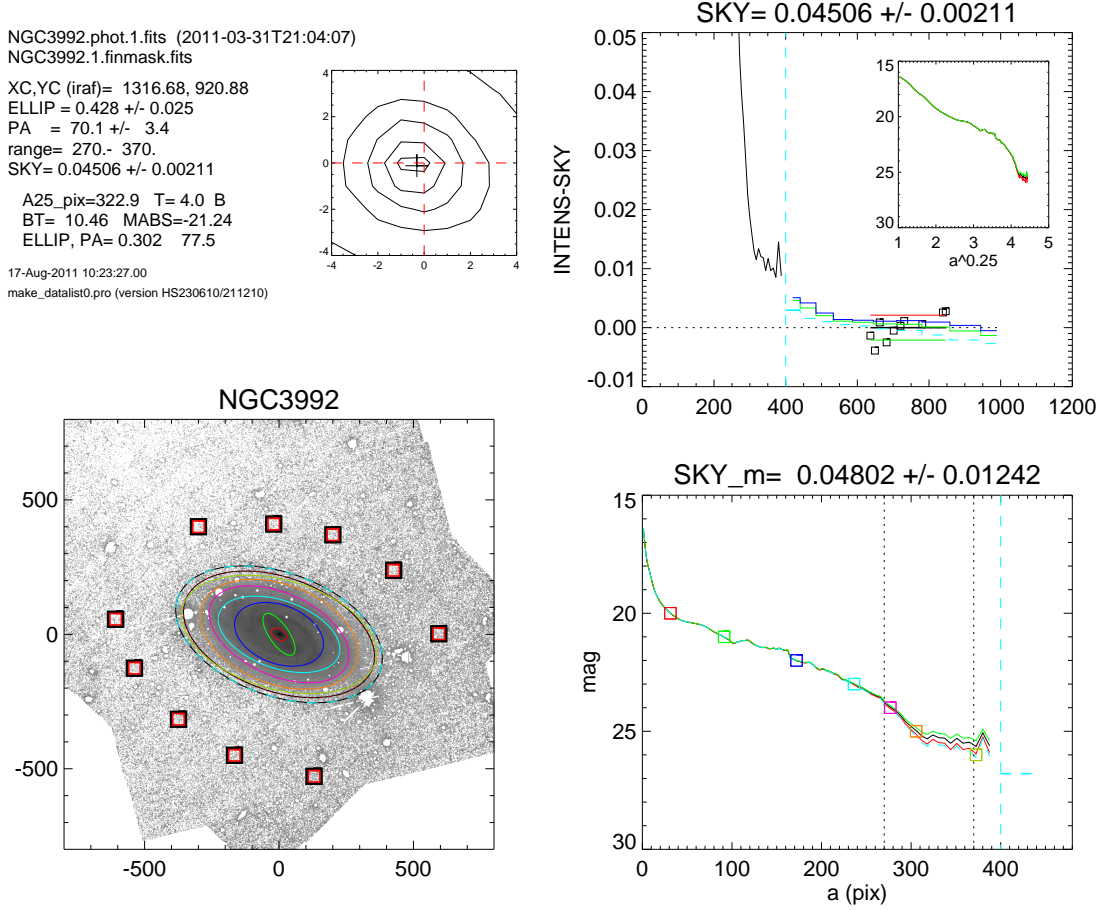 NGC3992.phot.1.fits (2011-03-31T21:04:07)
NGC3992.1.finmask.fits
XC,YC (iraf)= 1316.68, 920.88
ELLIP = 0.428 +/- 0.025
PA = 70.1 +/- 3.4
range= 270.- 370.
SKY= 0.04506 +/- 0.00211
A25_pix=322.9 T= 4.0 B
BT= 10.46 MABS=-21.24
ELLIP, PA= 0.302 77.5
17-Aug-2011 10:23:27.00
make_datalist0.pro (version HS230610/211210)
4
2
0
-2
-4
-4 -2 0 2 4
SKY= 0.04506 +/- 0.00211
INTENS-SKY
0.05
0.04
0.03
0.02
0.01
0.00
-0.01
0 200 400 600 800 1000 1200
15
20
25
30
1 2 3 4 5
a^0.25
NGC3992
500
0
-500
-500 0 500
SKY_m= 0.04802 +/- 0.01242
mag
15
20
25
30
0 100 200 300 400
a (pix)